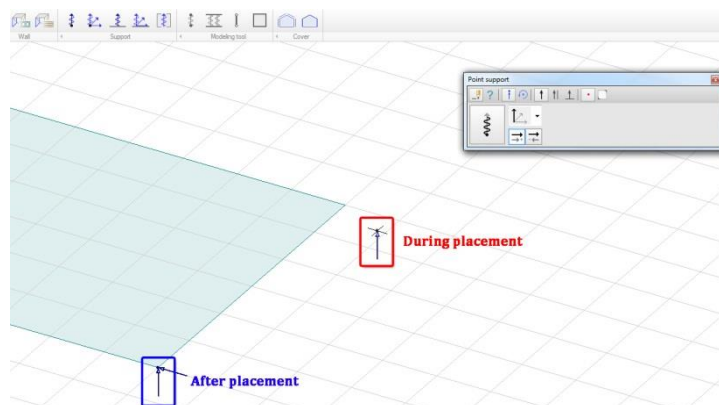 Wall
Support
Modeling tool
Cover
Point support
During placement
After placement